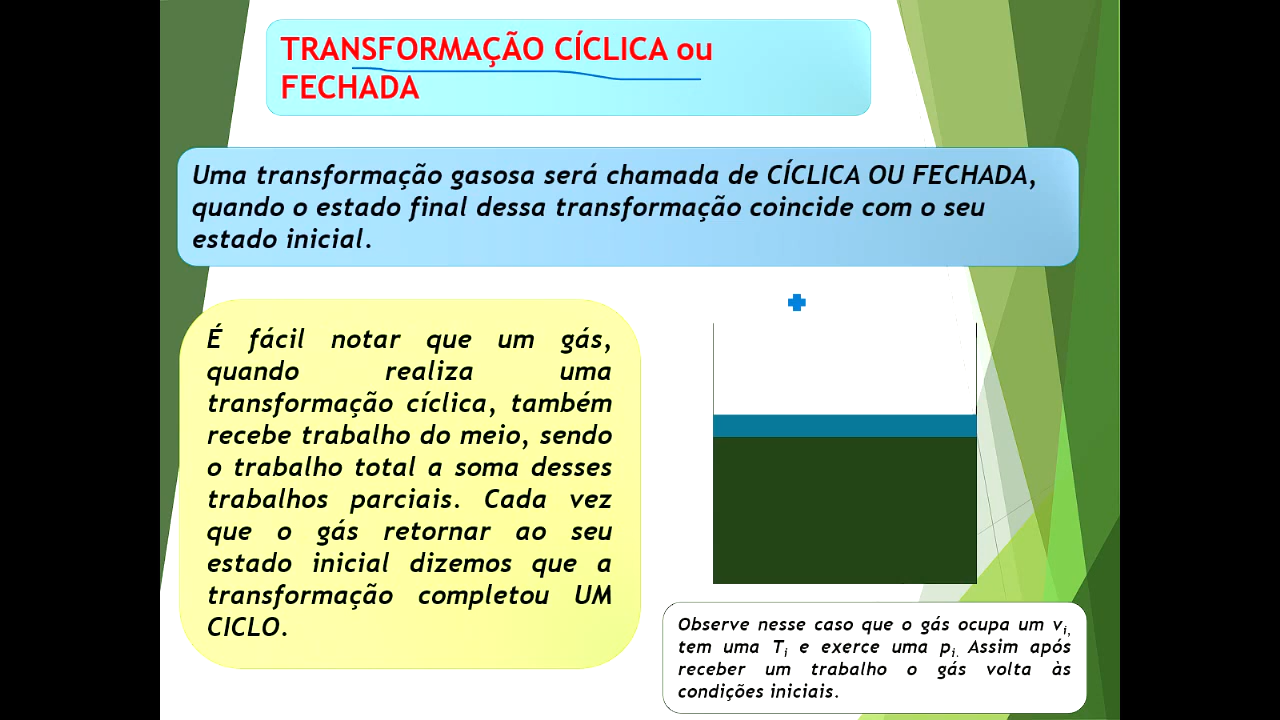 TRANSFORMAÇÃO CÍCLICA ou
FECHADA
Uma transformação gasosa será chamada de CÍCLICA OU FECHADA,
quando o estado final dessa transformação coincide com o seu
estado inicial.
É fácil notar que um gás,
quando realiza uma
transformação cíclica, também
recebe trabalho do meio, sendo
o trabalho total a soma desses
trabalhos parciais. Cada vez
que o gás retornar ao seu
estado inicial dizemos que a
transformação completou UM
CICLO.
Observe nesse caso que o gás ocupa um vi,
tem uma Ti e exerce uma pi. Assim após
receber um trabalho o gás volta às
condições iniciais.